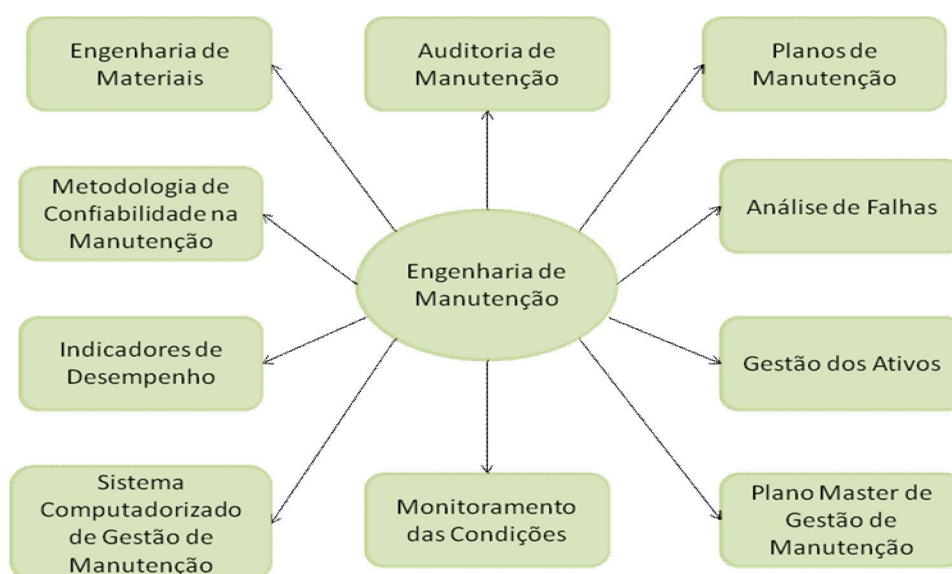 Engenharia de
Materiais
Auditoria de
Manutenção
Planos de
Manutenção
Metodologia de
Confiabilidade na
Manutenção
Análise de Falhas
Engenharia de
Manutenção
Indicadores de
Desempenho
Gestão dos Ativos
Sistema
Computadorizado
de Gestão de
Manutenção
Monitoramento
das Condições
Plano Master de
Gestão de
Manutenção